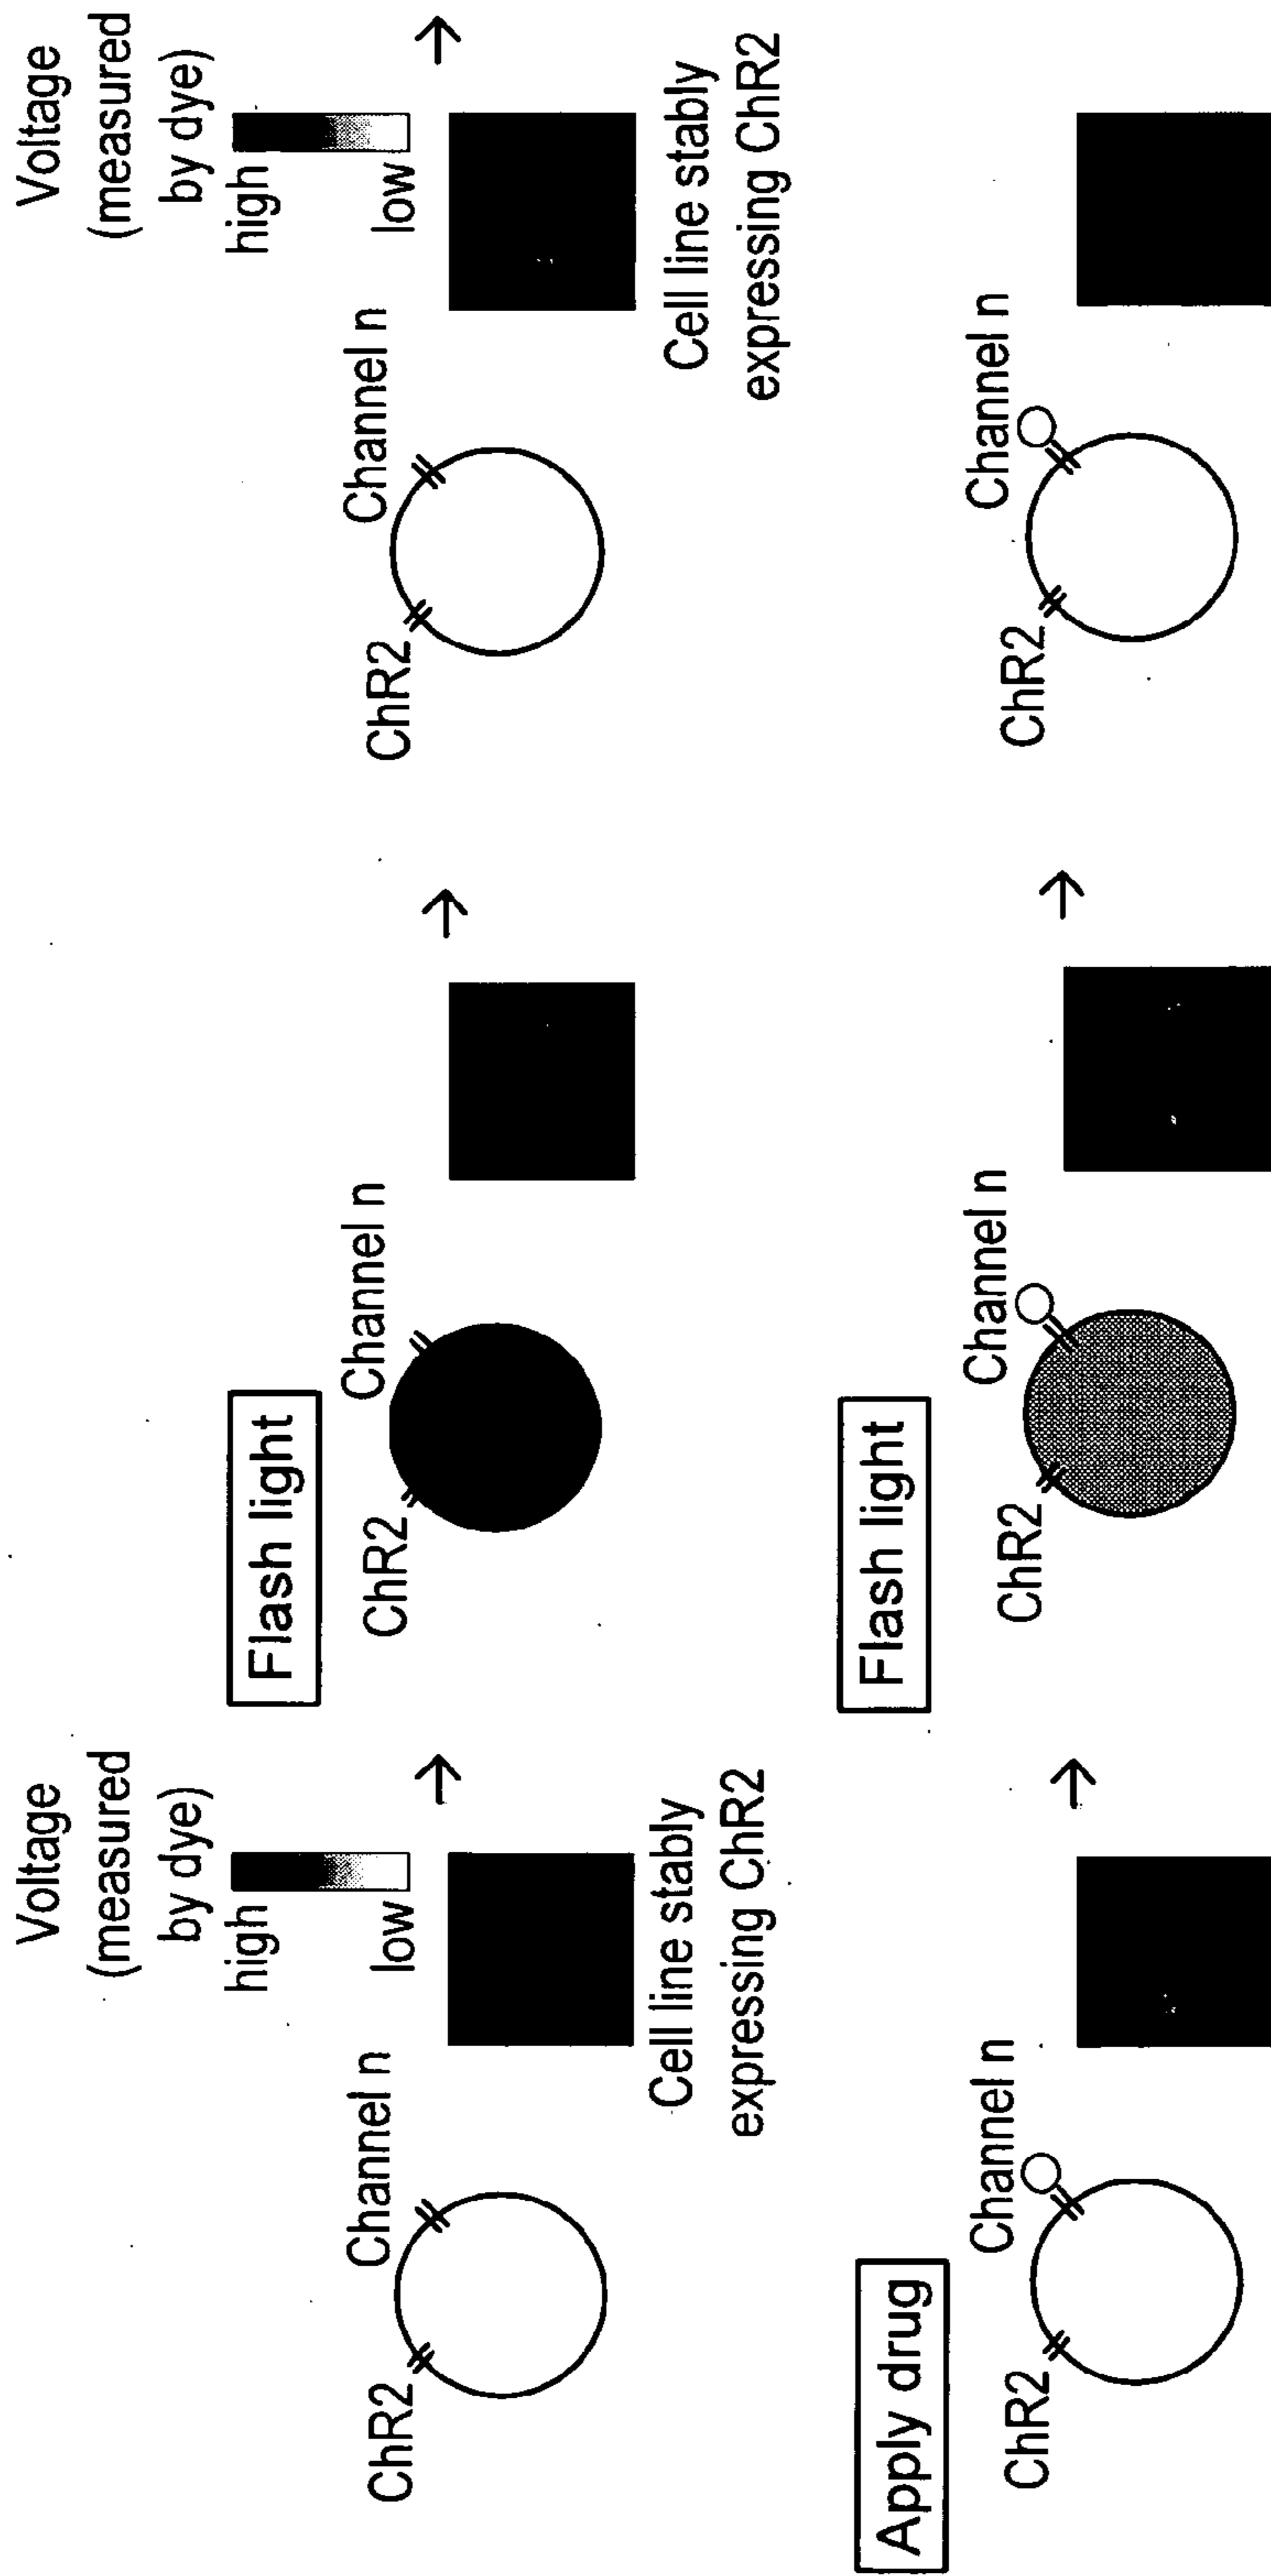 Voltage
(measured
by dye)
high
low
ChR2
Channel n
Cell line stably
expressing ChR2
Flash light
ChR2
Channel n
Voltage
(measured
by dye)
high
low
ChR2
Channel n
Cell line stably
expressing ChR2
Apply drug
ChR2
Channel n
Flash light
ChR2
Channel n
ChR2
Channel n